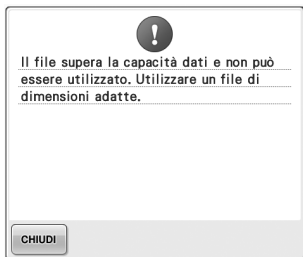 Il file supera la capacità dati e non può
essere utilizzato. Utilizzare un file di
dimensioni adatte.
CHIUDI